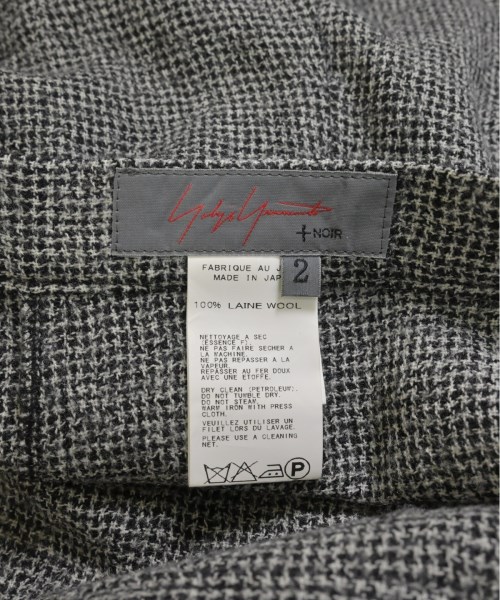 Yohji Yamamoto
+NOIR
2
FABRIQUE AU J
MADE IN JAP
100% LAINE WOOL
NETTOYAGE A SEC
(ESSENCE F).
NE PAS FAIRE SECHER A
LA MACHINE.
NE PAS REPASSER A LA
VAPEUR.
REPASSER AU FER DOUX
AVEC UNE ETOFFE.
DRY CLEAN (PETROLEUM).
DO NOT TUMBLE DRY.
DO NOT STEAM.
WARM IRON WITH PRESS
CLOTH.
VEUILLEZ UTILISER UN
FILET LORS DU LAVAGE.
PLEASE USE A CLEANING
NET.
P